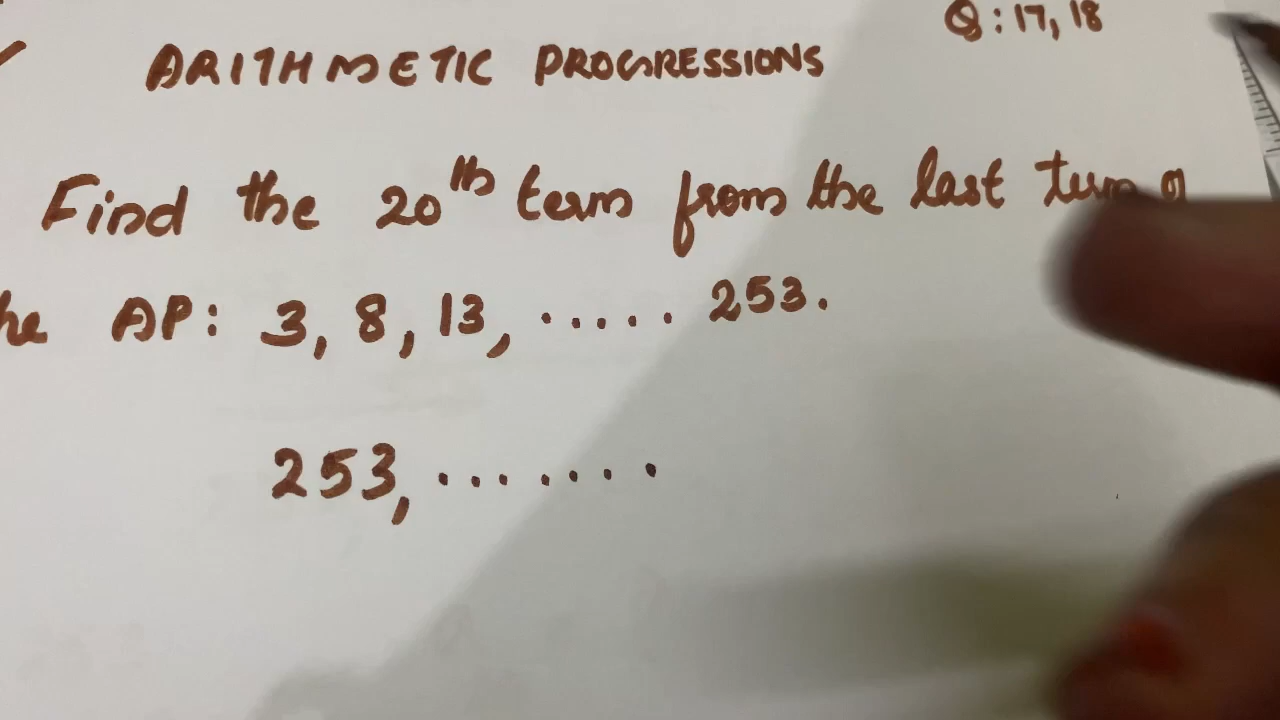 Q: 17, 18
ARITHMETIC PROGRESSIONS
Find the 20th term from the last term
AP: 3, 8, 13, ..... 253.
253, .......